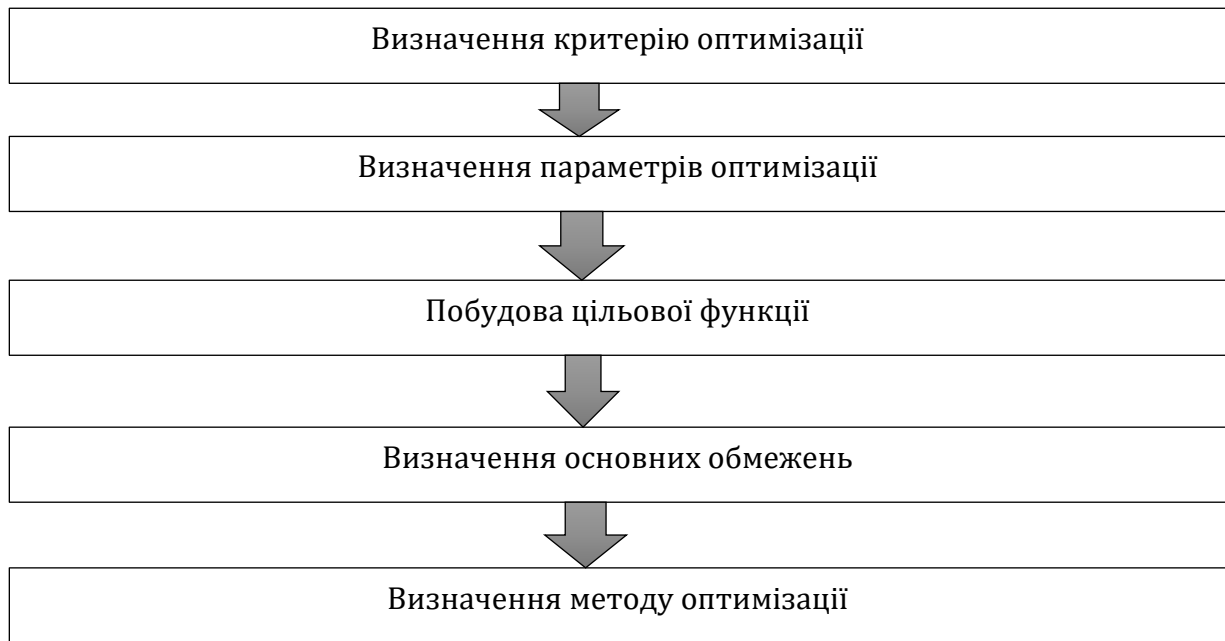 Визначення критерію оптимізації
Визначення параметрів оптимізації
Побудова цільової функції
Визначення основних обмежень
Визначення методу оптимізації